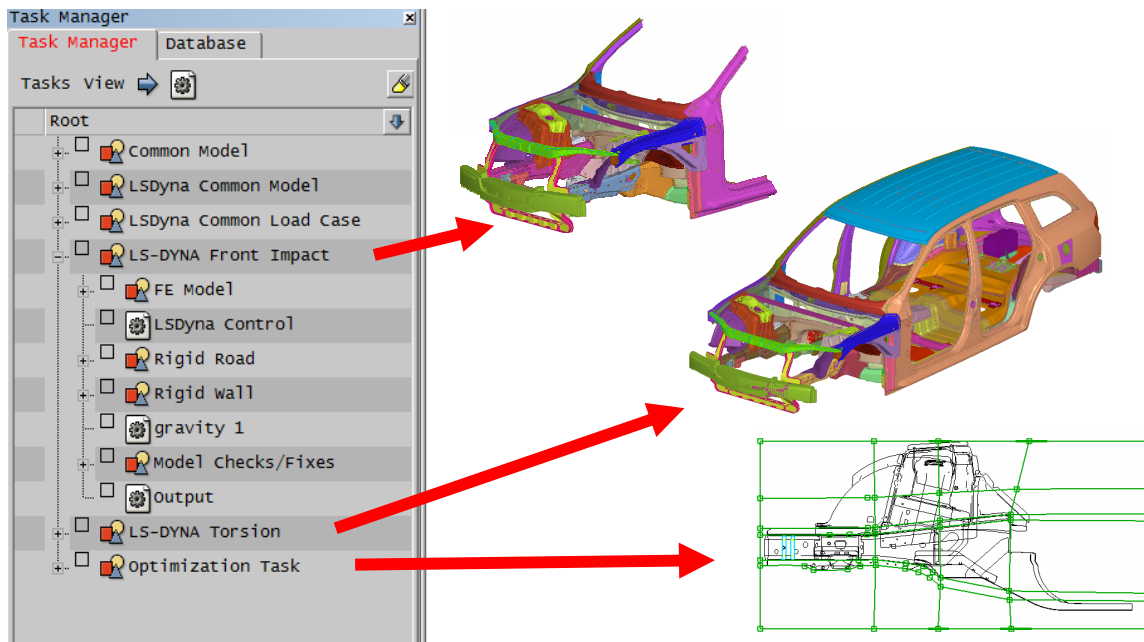 Task Manager
Task Manager Database
Tasks View
Root
Common Model
LSDyna Common Model
LSDyna Common Load Case
LS-DYNA Front Impact
FE Model
LSDyna Control
Rigid Road
Rigid Wall
gravity 1
Model Checks/Fixes
Output
LS-DYNA Torsion
Optimization Task